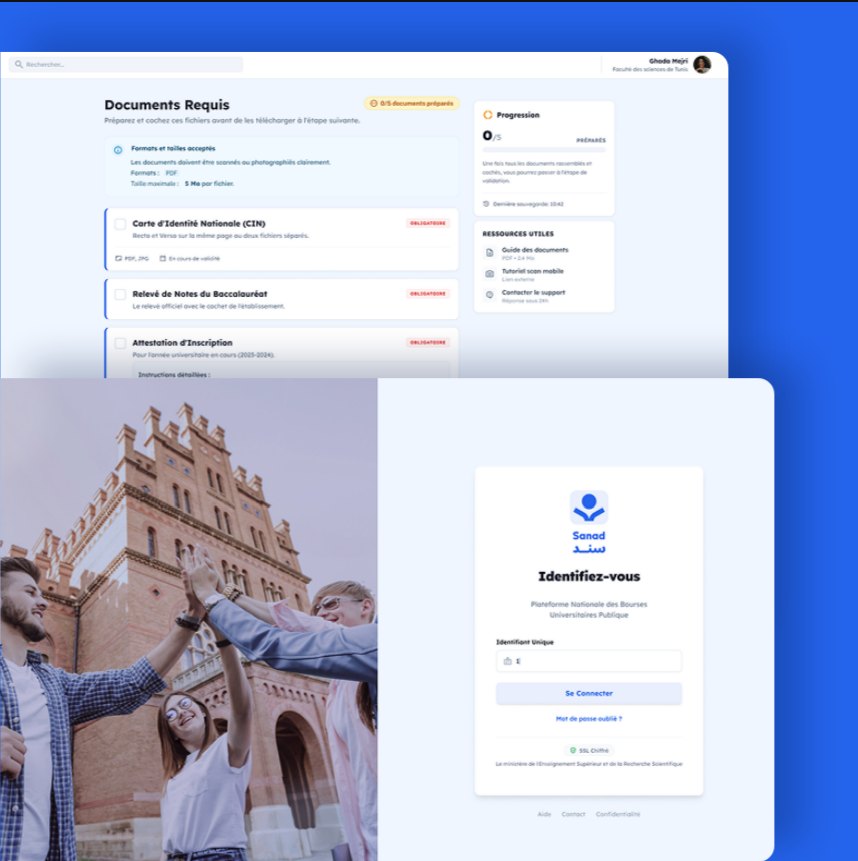 Rechercher...
Ghada Mejri
Faculté des sciences de Tunis
Documents Requis
0/5 documents préparés
Préparez et cochez ces fichiers avant de les télécharger à l'étape suivante.
Formats et tailles acceptés
Les documents doivent être scannés ou photographiés clairement.
Formats : PDF
Taille maximale : 5 Mo par fichier.
Carte d'Identité Nationale (CIN)
OBLIGATOIRE
Recto et Verso sur la même page ou deux fichiers séparés.
PDF, JPG
En cours de validité
Relevé de Notes du Baccalauréat
OBLIGATOIRE
Le relevé officiel avec le cachet de l'établissement.
Attestation d'Inscription
OBLIGATOIRE
Pour l'année universitaire en cours (2023-2024).
Instructions détaillées :
Progression
0/5
PRÉPARÉS
Une fois tous les documents rassemblés et
cochés, vous pourrez passer à l'étape de
validation.
Dernière sauvegarde: 10:42
RESSOURCES UTILES
Guide des documents
PDF • 2.4 Mo
Tutoriel scan mobile
Lien externe
Contacter le support
Réponse sous 24h
Sanad
سند
Identifiez-vous
Plateforme Nationale des Bourses
Universitaires Publique
Identifiant Unique
1
Se Connecter
Mot de passe oublié ?
SSL Chiffré
Le ministère de l'Enseignement Supérieur et de la Recherche Scientifique
Aide
Contact
Confidentialité